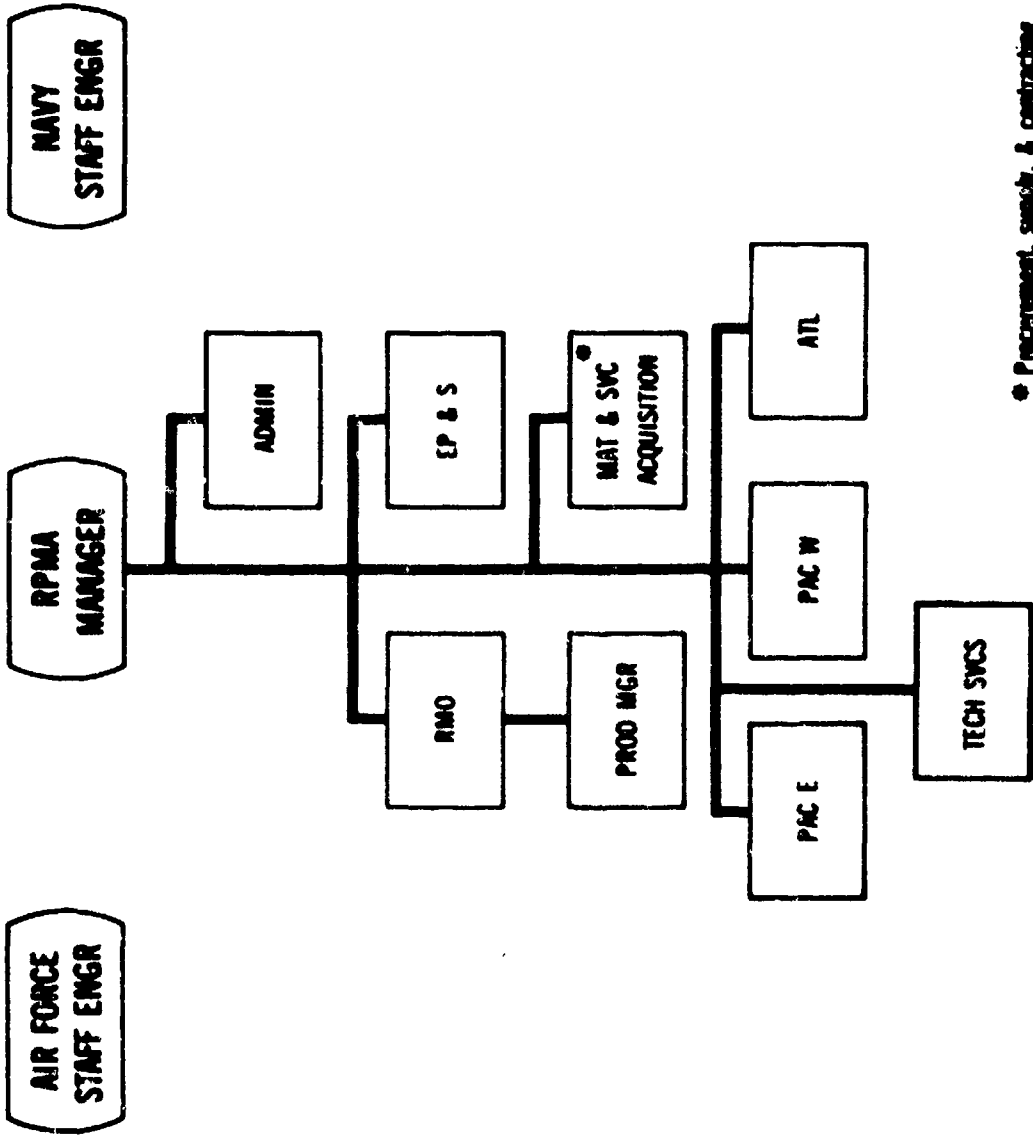 AIR FORCE
STAFF ENGR
RPMA
MANAGER
NAVY
STAFF ENGR
ADMIN
RMO
EP & S
PROD MGR
MAT & SVC *
ACQUISITION
PAC E
PAC W
ATL
TECH SVCS
* Procurement, supply, & contracting